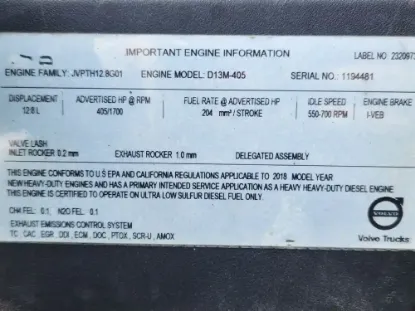 IMPORTANT ENGINE INFORMATION
LABEL NO: 2320973
ENGINE FAMILY: JVPTH12.8G01 ENGINE MODEL: D13M-405 SERIAL NO.: 1194481
DISPLACEMENT ADVERTISED HP @ RPM FUEL RATE @ ADVERTISED HP IDLE SPEED ENGINE BRAKE
12.8 L 405/1700 204 mm³/ STROKE 550-700 RPM I-VEB
VALVE LASH
INLET ROCKER 0.2 mm EXHAUST ROCKER 1.0 mm DELEGATED ASSEMBLY
THIS ENGINE CONFORMS TO U.S EPA AND CALIFORNIA REGULATIONS APPLICABLE TO 2018 MODEL YEAR
NEW HEAVY-DUTY ENGINES AND HAS A PRIMARY INTENDED SERVICE APPLICATION AS A HEAVY HEAVY-DUTY DIESEL ENGINE
THIS ENGINE IS CERTIFIED TO OPERATE ON ULTRA LOW SULFUR DIESEL FUEL ONLY.
CH4 FEL: 0.1, N2O FEL: 0.1
EXHAUST EMISSIONS CONTROL SYSTEM
TC, CAC, EGR, DDI, ECM, DOC, PTOX, SCR-U, AMOX
VOLVO
Volvo Trucks